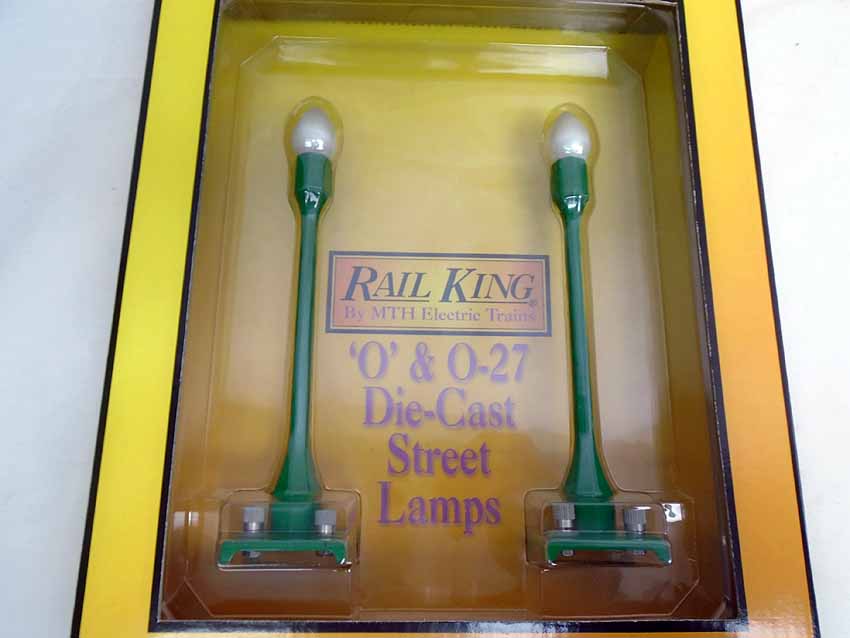 RAIL KING®
By MTH Electric Trains
'O' & O-27
Die-Cast
Street
Lamps